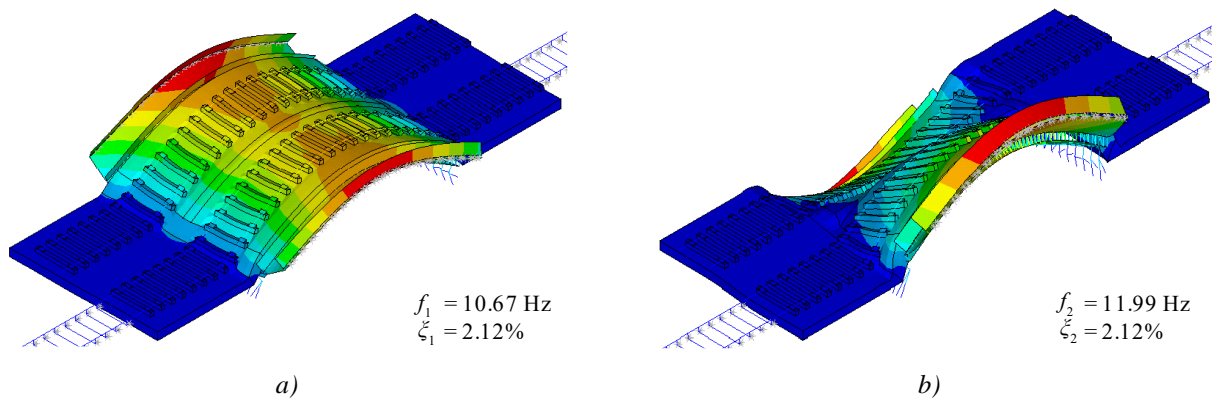 f₁ = 10.67 Hz
ξ₁ = 2.12%
f₂ = 11.99 Hz
ξ₂ = 2.12%
a)
b)